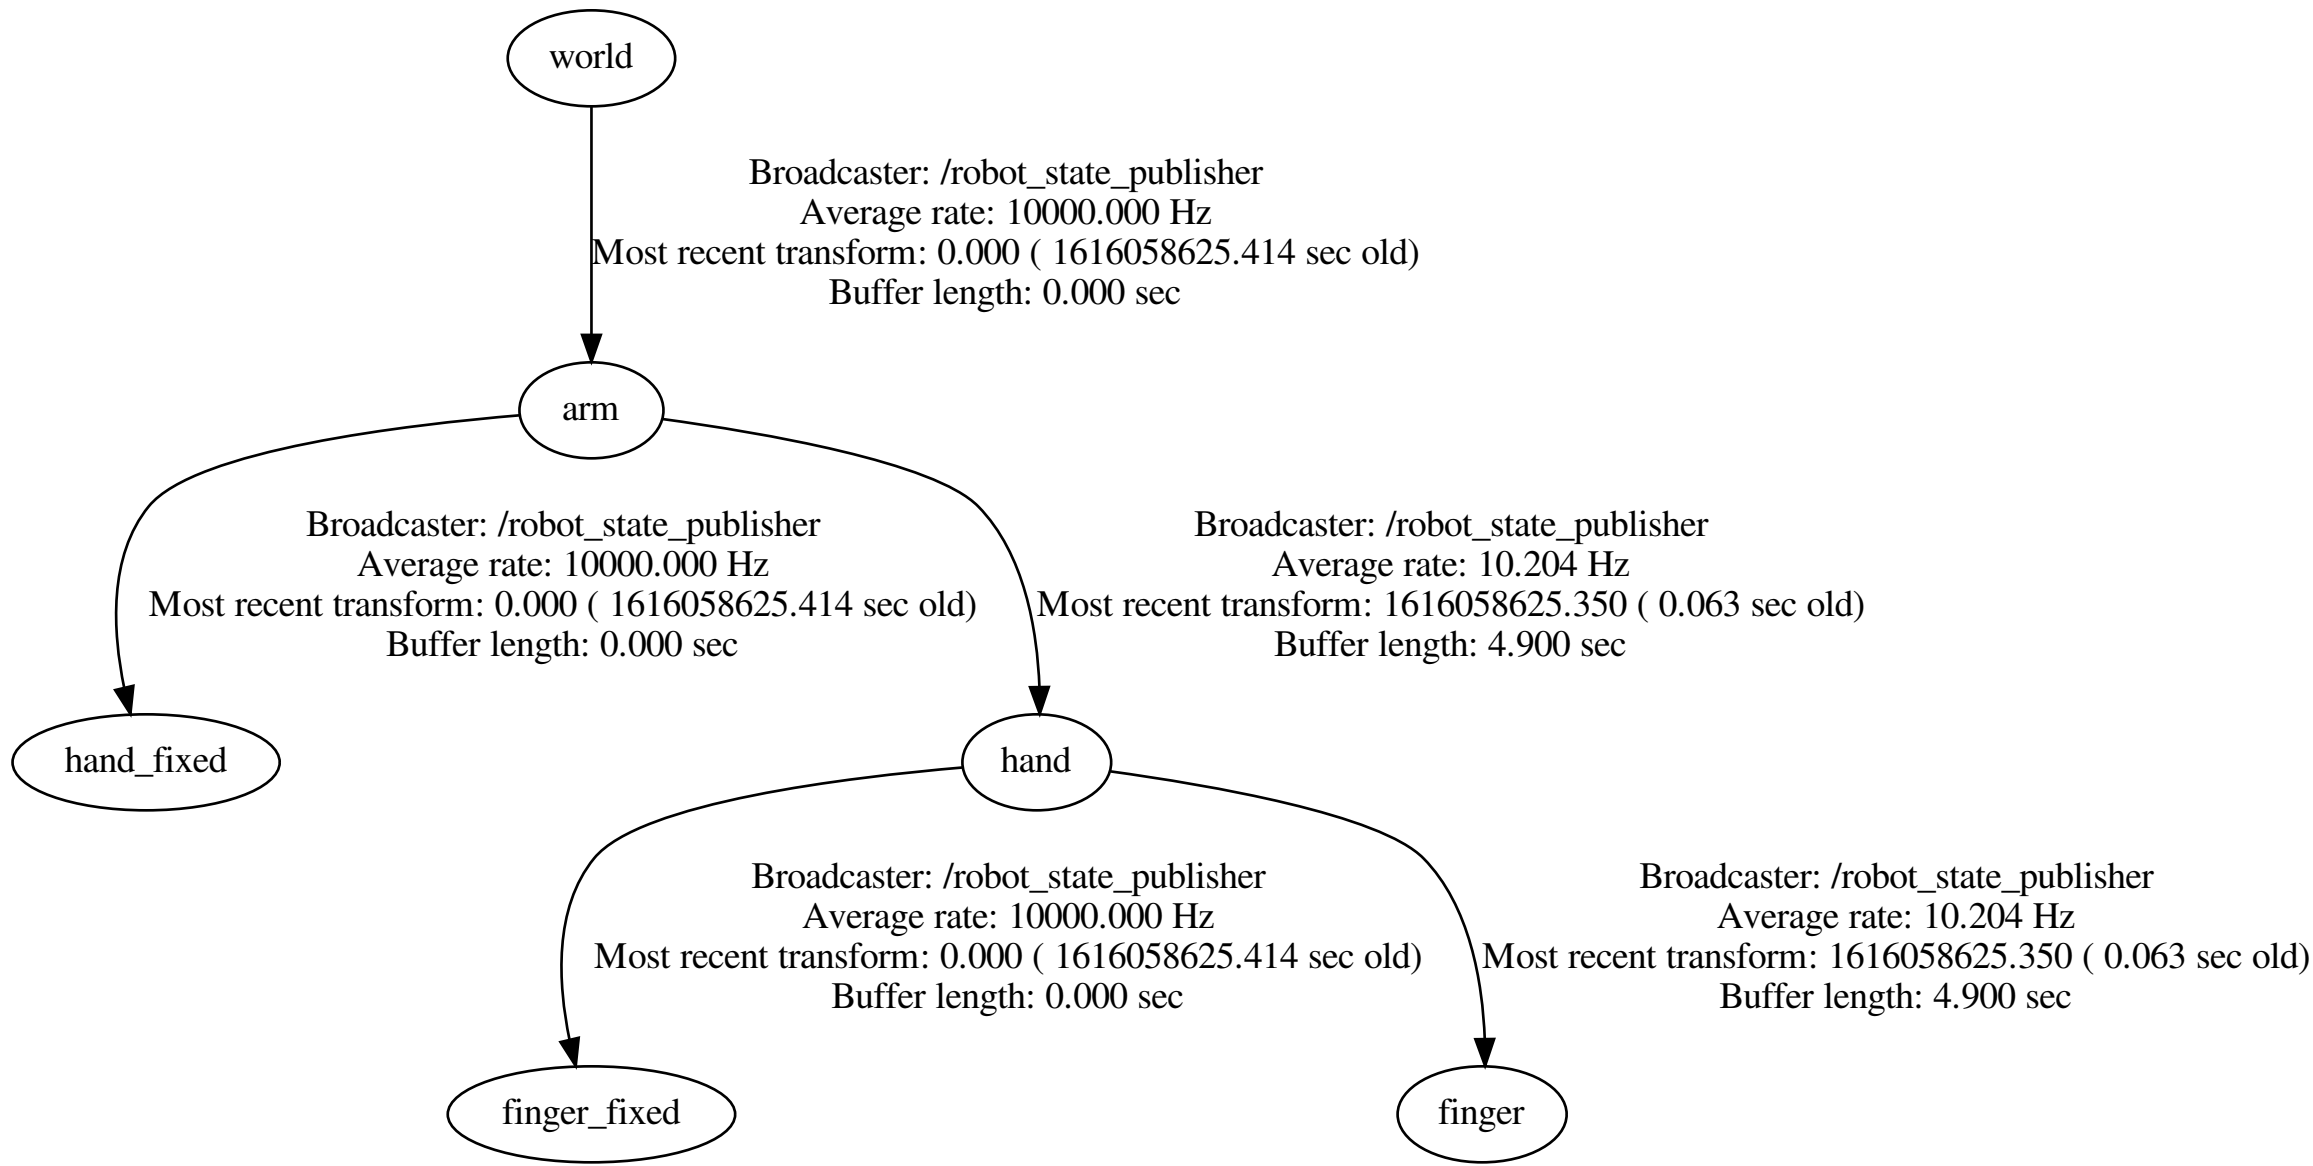 world
Broadcaster: /robot_state_publisher
Average rate: 10000.000 Hz
Most recent transform: 0.000 ( 1616058625.414 sec old)
Buffer length: 0.000 sec
arm
Broadcaster: /robot_state_publisher
Average rate: 10000.000 Hz
Most recent transform: 0.000 ( 1616058625.414 sec old)
Buffer length: 0.000 sec
Broadcaster: /robot_state_publisher
Average rate: 10.204 Hz
Most recent transform: 1616058625.350 ( 0.063 sec old)
Buffer length: 4.900 sec
hand_fixed
hand
Broadcaster: /robot_state_publisher
Average rate: 10000.000 Hz
Most recent transform: 0.000 ( 1616058625.414 sec old)
Buffer length: 0.000 sec
Broadcaster: /robot_state_publisher
Average rate: 10.204 Hz
Most recent transform: 1616058625.350 ( 0.063 sec old)
Buffer length: 4.900 sec
finger_fixed
finger